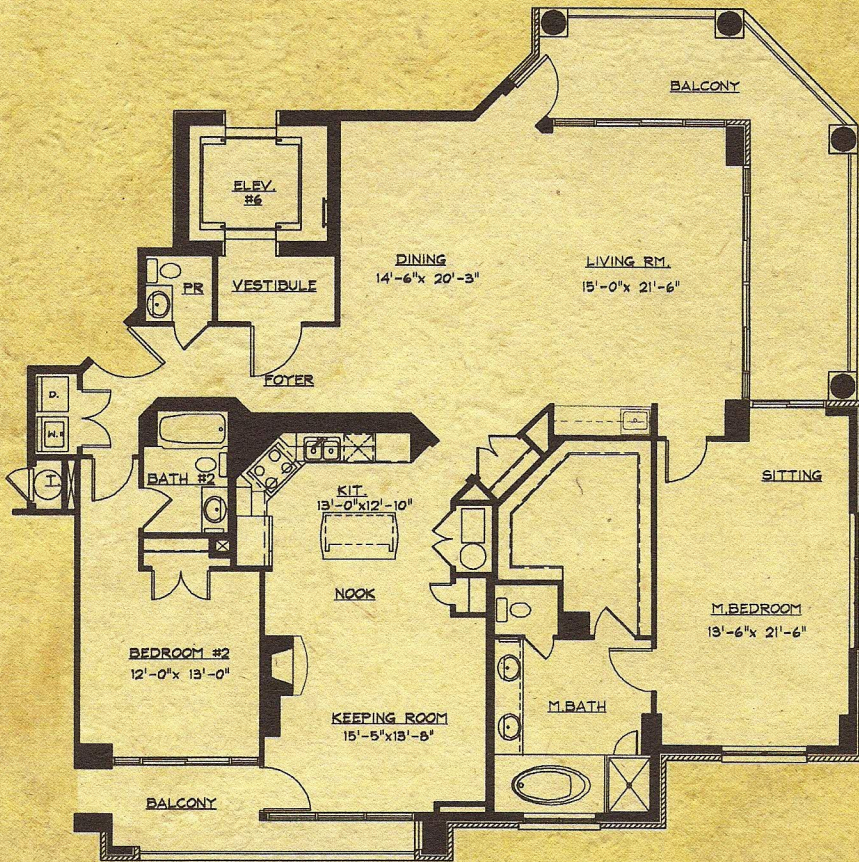 BALCONY
ELEV.
#6
DINING
14'-6"x 20'-3"
LIVING RM.
15'-0"x 21'-6"
PR
VESTIBULE
FOYER
D.
W.
T
BATH #2
KIT.
13'-0"x12'-10"
SITTING
NOOK
M.BEDROOM
13'-6"x 21'-6"
BEDROOM #2
12'-0"x 13'-0"
M.BATH
KEEPING ROOM
15'-5"x13'-8"
BALCONY